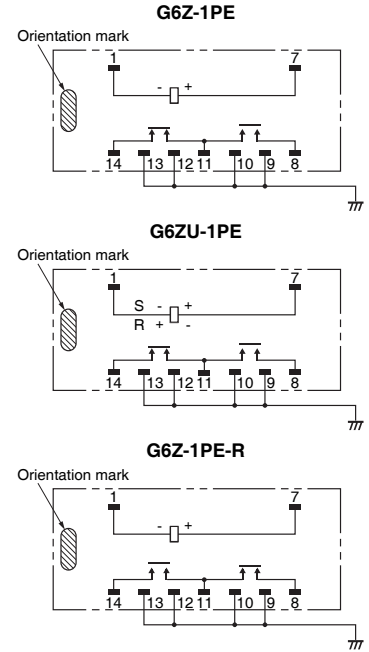 G6Z-1PE
Orientation mark
1 7
- +
14 13 12 11 10 9 8
G6ZU-1PE
Orientation mark
1 7
S - +
R + -
14 13 12 11 10 9 8
G6Z-1PE-R
Orientation mark
1 7
- +
14 13 12 11 10 9 8